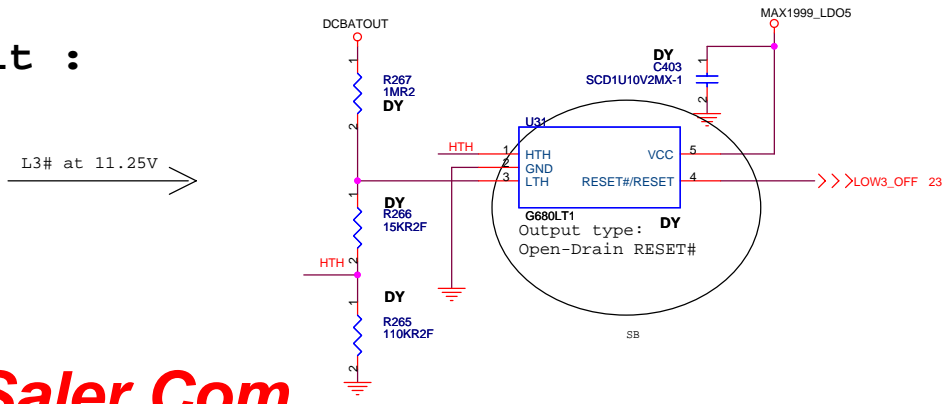 DCBATOUT
MAX1999_LDO5
it :
1
R267
1MR2
DY
2
DY
C403
SCD1U10V2MX-1
1
2
L3# at 11.25V
U31
HTH
1
HTH
2
GND
3
LTH
VCC
5
RESET#/RESET
4
LOW3_OFF 23
G680LT1
DY
Output type:
Open-Drain RESET#
1
DY
R266
15KR2F
2
HTH
1
DY
R265
110KR2F
2
SB
Saler.Com